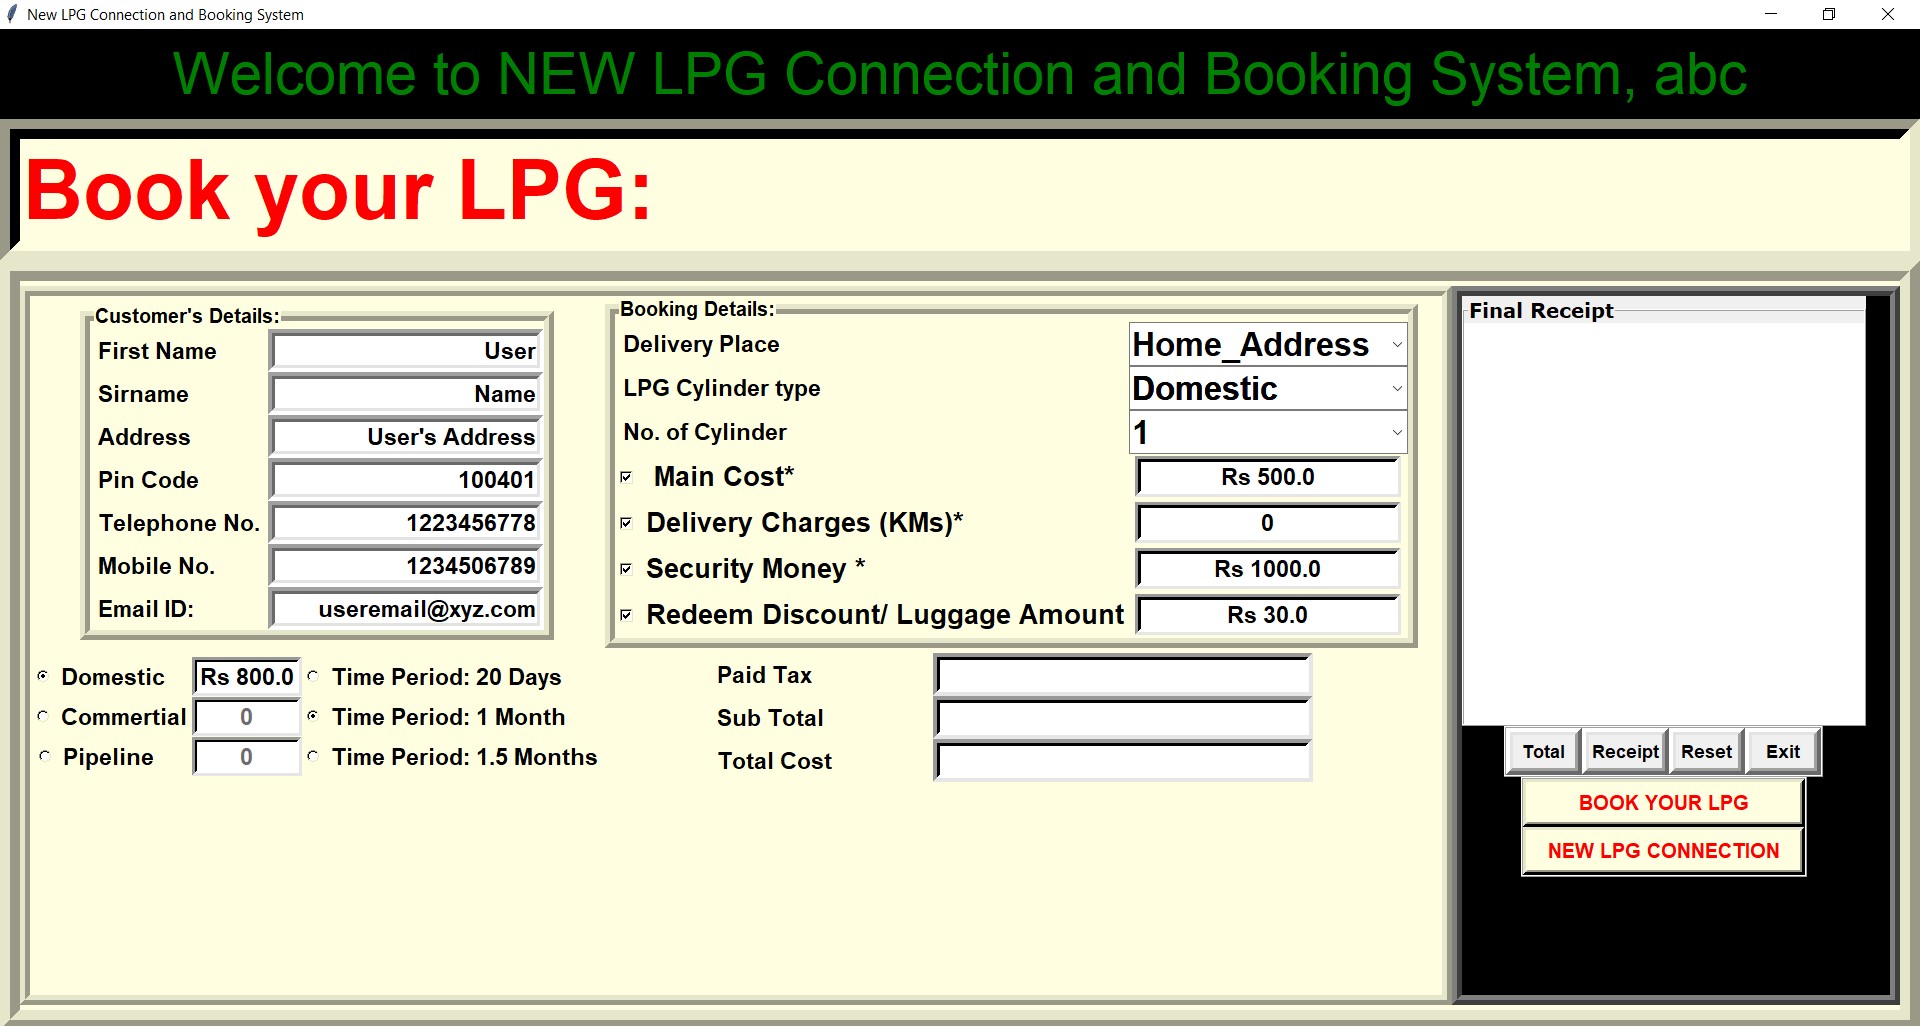 New LPG Connection and Booking System
Welcome to NEW LPG Connection and Booking System, abc
Book your LPG:
Customer's Details:
First Name User
Sirname Name
Address User's Address
Pin Code 100401
Telephone No. 1223456778
Mobile No. 1234506789
Email ID: useremail@xyz.com
Booking Details:
Delivery Place Home_Address
LPG Cylinder type Domestic
No. of Cylinder 1
Main Cost* Rs 500.0
Delivery Charges (KMs)* 0
Security Money * Rs 1000.0
Redeem Discount/ Luggage Amount Rs 30.0
Domestic Rs 800.0 Time Period: 20 Days
Commertial 0 Time Period: 1 Month
Pipeline 0 Time Period: 1.5 Months
Paid Tax
Sub Total
Total Cost
Final Receipt
Total Receipt Reset Exit
BOOK YOUR LPG
NEW LPG CONNECTION